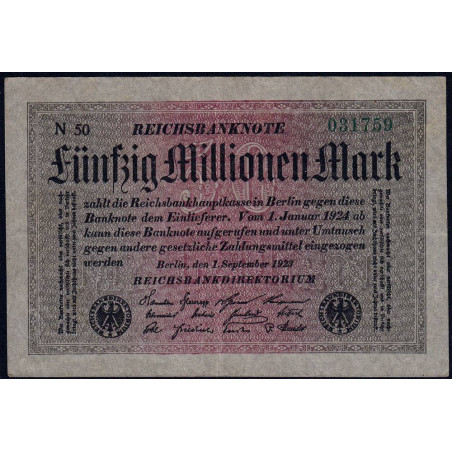 N 50 REICHSBANKNOTE 031759
Fünfzig Millionen Mark
zahlt die Reichsbankhauptkasse in Berlin gegen diese
Banknote dem Einlieferer. Vom 1. Januar 1924 ab
kann diese Banknote aufgerufen und unter Umtausch
gegen andere gesetzliche Zahlungsmittel eingezogen
werden
Berlin, den 1. September 1923
REICHSBANKDIREKTORIUM